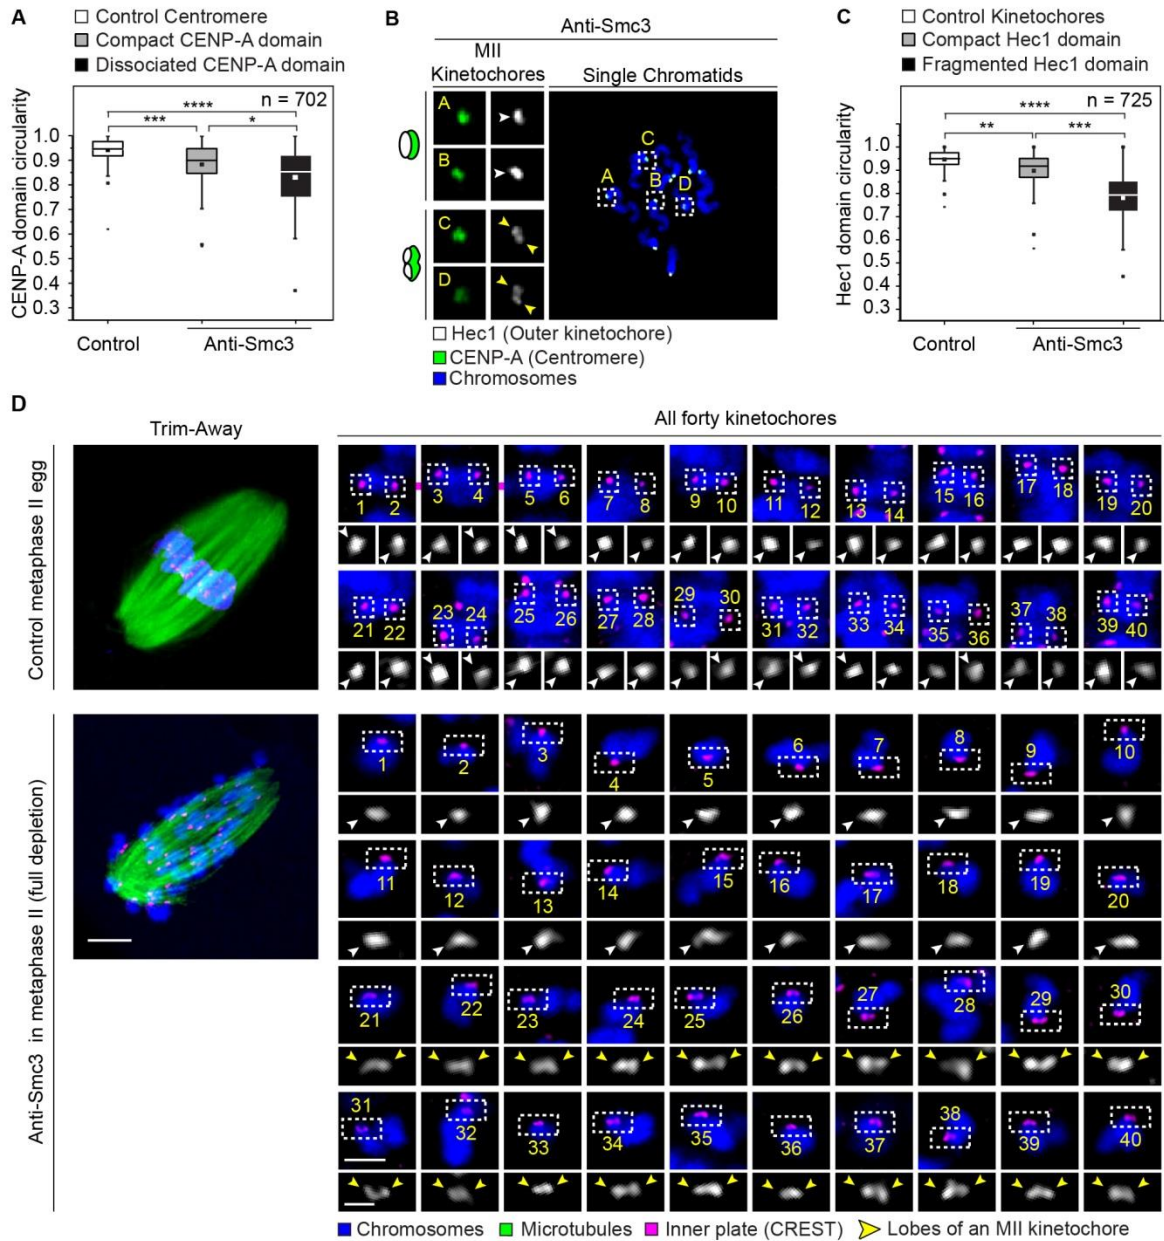 A
Control Centromere
Compact CENP-A domain
Dissociated CENP-A domain
n = 702
****
***
*
CENP-A domain circularity
1.0
0.9
0.8
0.7
0.6
0.5
0.4
0.3
Control
Anti-Smc3
B
Anti-Smc3
MII
Kinetochores
Single Chromatids
A
B
C
D
C
A
B
D
Hec1 (Outer kinetochore)
CENP-A (Centromere)
Chromosomes
C
Control Kinetochores
Compact Hec1 domain
Fragmented Hec1 domain
n = 725
****
**
***
Hec1 domain circularity
1.0
0.9
0.8
0.7
0.6
0.5
0.4
0.3
Control
Anti-Smc3
D
Trim-Away
All forty kinetochores
Control metaphase II egg
1 2 3 4 5 6 7 8 9 10 11 12 13 14 15 16 17 18 19 20
21 22 23 24 25 26 27 28 29 30 31 32 33 34 35 36 37 38 39 40
Anti-Smc3 in metaphase II (full depletion)
1 2 3 4 5 6 7 8 9 10
11 12 13 14 15 16 17 18 19 20
21 22 23 24 25 26 27 28 29 30
31 32 33 34 35 36 37 38 39 40
Chromosomes
Microtubules
Inner plate (CREST)
Lobes of an MII kinetochore